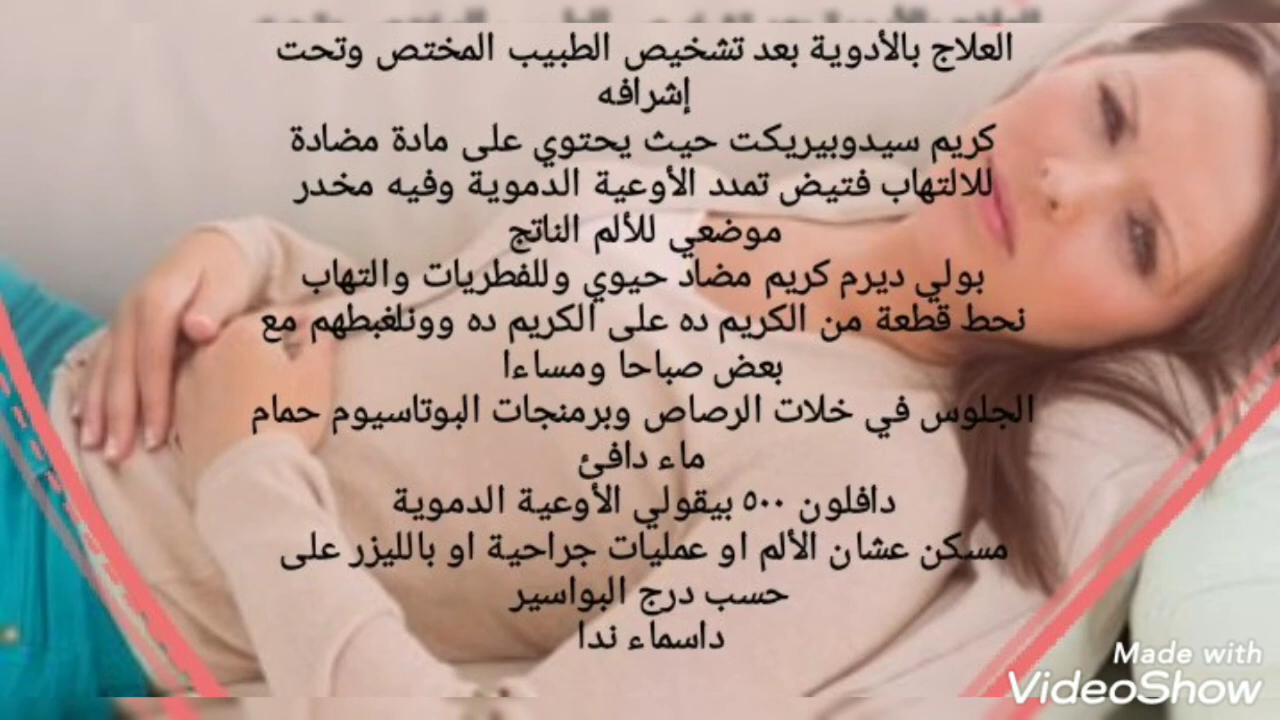 العلاج بالأدوية بعد تشخيص الطبيب المختص وتحت
إشرافه
كريم سيدوبيريكت حيث يحتوي على مادة مضادة
للالتهاب فتيض تمدد الأوعية الدموية وفيه مخدر
موضعي للألم الناتج
بولي ديرم كريم مضاد حيوي وللفطريات والتهاب
نحط قطعة من الكريم ده على الكريم ده وونلغبطهم مع
بعض صباحا ومساءا
الجلوس في خلات الرصاص وبرمنجات البوتاسيوم حمام
ماء دافئ
دافلون ٥٠٠ بيقولي الأوعية الدموية
مسكن عشان الألم او عمليات جراحية او بالليزر على
حسب درج البواسير
داسماء ندا
Made with
VideoShow